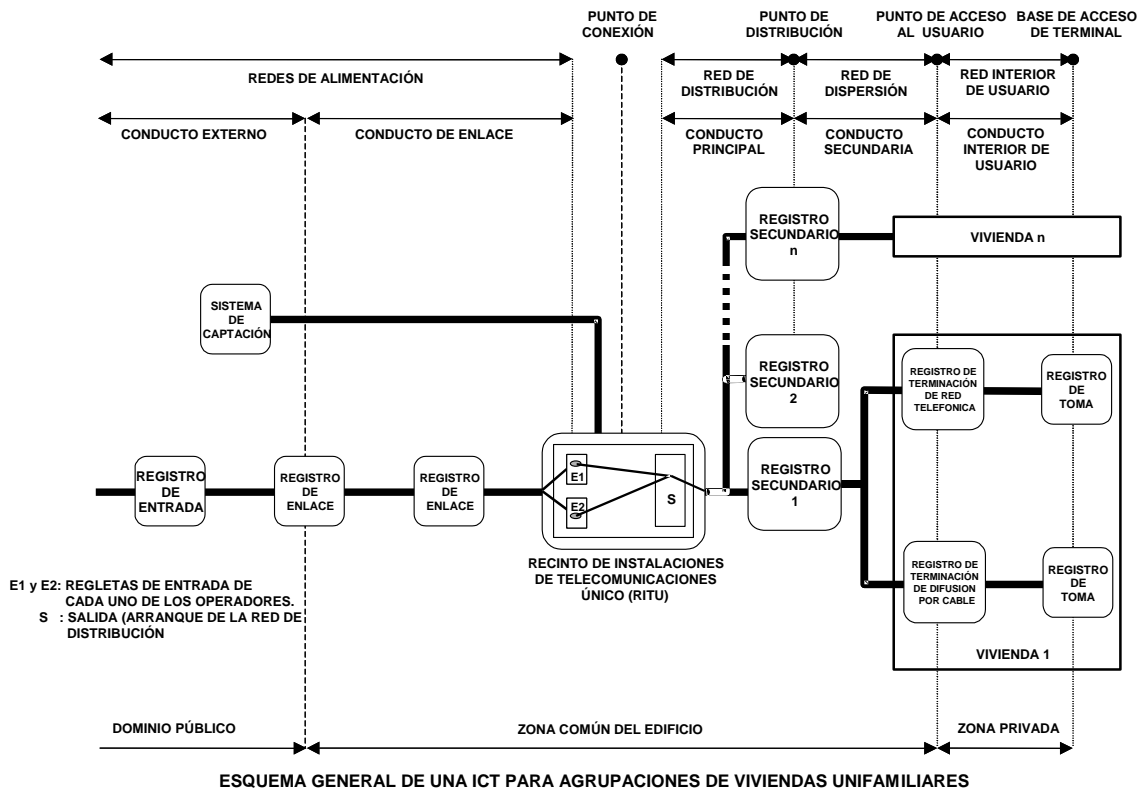 PUNTO DE
CONEXIÓN
PUNTO DE
DISTRIBUCIÓN
PUNTO DE ACCESO
AL USUARIO
BASE DE ACCESO
DE TERMINAL
REDES DE ALIMENTACIÓN
RED DE
DISTRIBUCIÓN
RED DE
DISPERSIÓN
RED INTERIOR
DE USUARIO
CONDUCTO EXTERNO
CONDUCTO DE ENLACE
CONDUCTO
PRINCIPAL
CONDUCTO
SECUNDARIA
CONDUCTO
INTERIOR DE
USUARIO
REGISTRO
SECUNDARIO
n
VIVIENDA n
SISTEMA
DE
CAPTACIÓN
REGISTRO
SECUNDARIO
2
REGISTRO DE
TERMINACIÓN
DE RED
TELEFONICA
REGISTRO
DE
TOMA
REGISTRO
DE
ENTRADA
REGISTRO
DE
ENLACE
REGISTRO
DE
ENLACE
E1
E2
S
REGISTRO
SECUNDARIO
1
RECINTO DE INSTALACIONES
DE TELECOMUNICACIONES
ÚNICO (RITU)
REGISTRO DE
TERMINACIÓN
DE DIFUSION
POR CABLE
REGISTRO
DE
TOMA
VIVIENDA 1
E1 y E2: REGLETAS DE ENTRADA DE
CADA UNO DE LOS OPERADORES.
S : SALIDA (ARRANQUE DE LA RED DE
DISTRIBUCIÓN
DOMINIO PÚBLICO
ZONA COMÚN DEL EDIFICIO
ZONA PRIVADA
ESQUEMA GENERAL DE UNA ICT PARA AGRUPACIONES DE VIVIENDAS UNIFAMILIARES